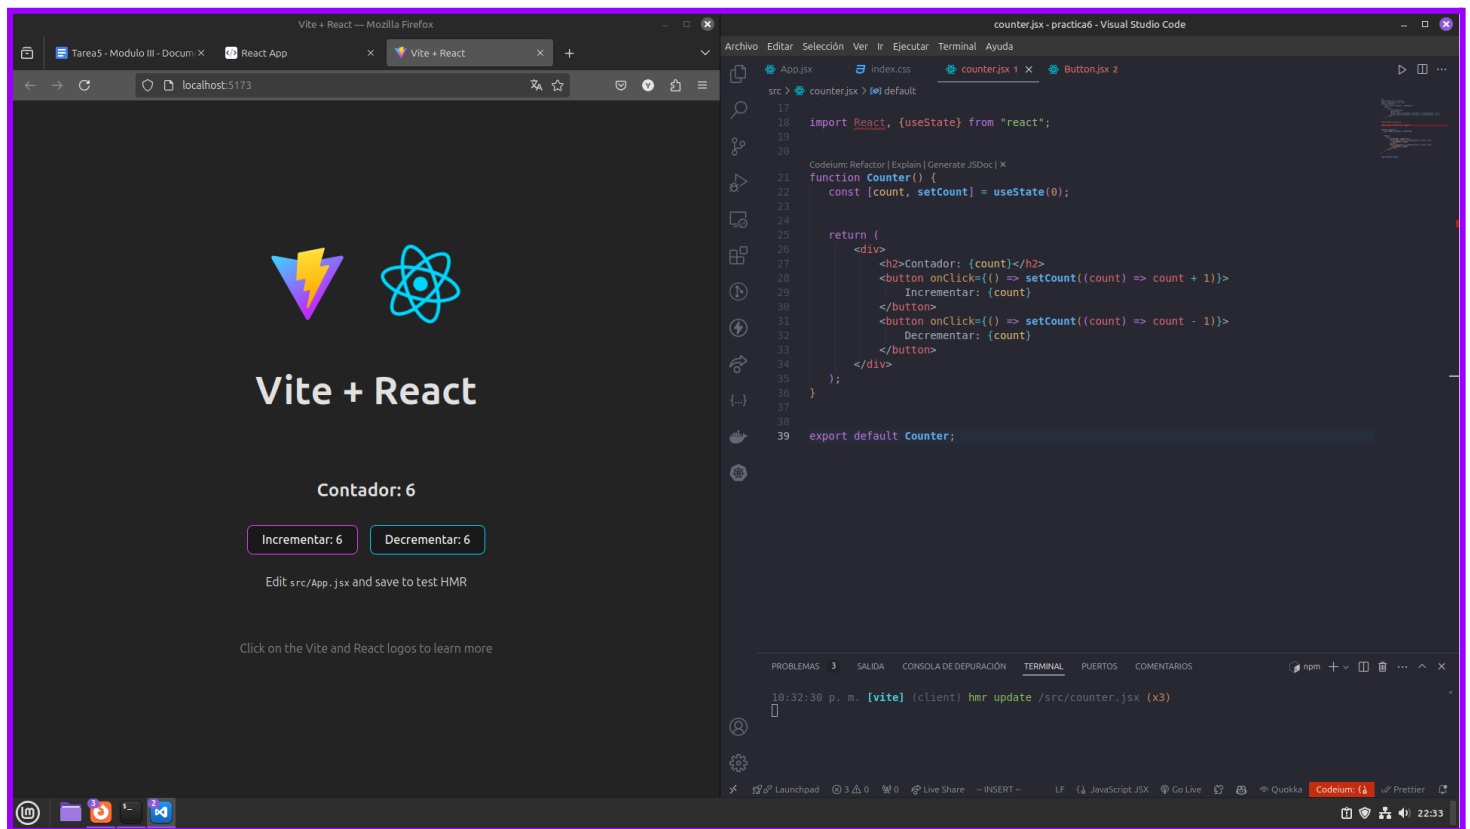 Vite + React — Mozilla Firefox
Tarea5 - Modulo III - Docum
React App
Vite + React
localhost:5173
Vite + React
Contador: 6
Incrementar: 6
Decrementar: 6
Edit src/App.jsx and save to test HMR
Click on the Vite and React logos to learn more
counter.jsx - practica6 - Visual Studio Code
Archivo Editar Selección Ver Ir Ejecutar Terminal Ayuda
App.jsx
index.css
counter.jsx 1
Button.jsx 2
src > counter.jsx > default
17
18 import React, {useState} from "react";
19
20
Codeium: Refactor | Explain | Generate JSDoc | ×
21 function Counter() {
22 const [count, setCount] = useState(0);
23
24
25 return (
26 <div>
27 <h2>Contador: {count}</h2>
28 <button onClick={() => setCount((count) => count + 1)}>
29 Incrementar: {count}
30 </button>
31 <button onClick={() => setCount((count) => count - 1)}>
32 Decrementar: {count}
33 </button>
34 </div>
35 );
36 }
37
38
39 export default Counter;
PROBLEMAS 3 SALIDA CONSOLA DE DEPURACIÓN TERMINAL PUERTOS COMENTARIOS
npm
10:32:30 p. m. [vite] (client) hmr update /src/counter.jsx (x3)
Launchpad 3 0 0 Live Share -- INSERT -- LF JavaScript JSX Go Live Quokka Codeium: {} Prettier
3
2
22:33